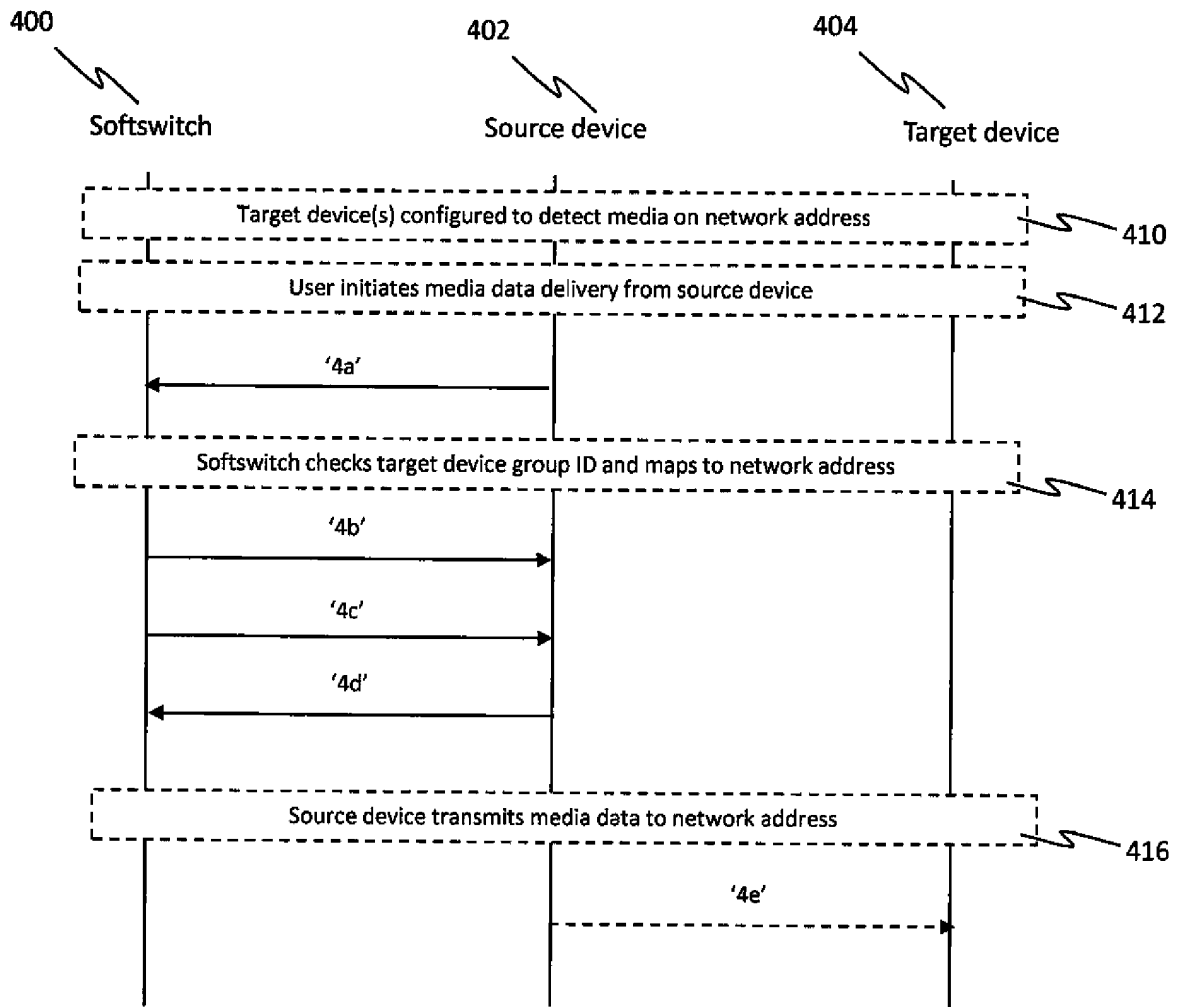 400
402
404
Softswitch
Source device
Target device
Target device(s) configured to detect media on network address
410
User initiates media data delivery from source device
412
'4a'
Softswitch checks target device group ID and maps to network address
414
'4b'
'4c'
'4d'
Source device transmits media data to network address
416
'4e'